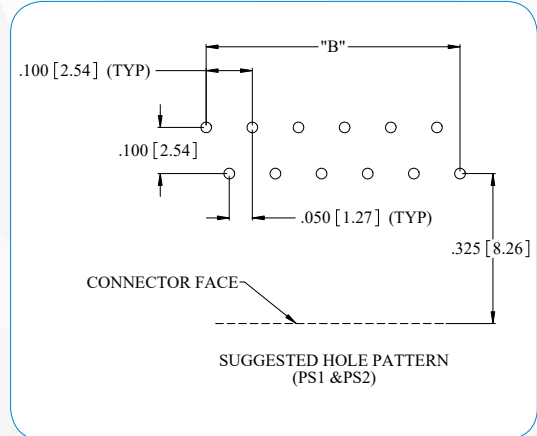 "B"
.100 [2.54] (TYP)
.100 [2.54]
.050 [1.27] (TYP)
.325 [8.26]
CONNECTOR FACE
SUGGESTED HOLE PATTERN
(PS1 &PS2)